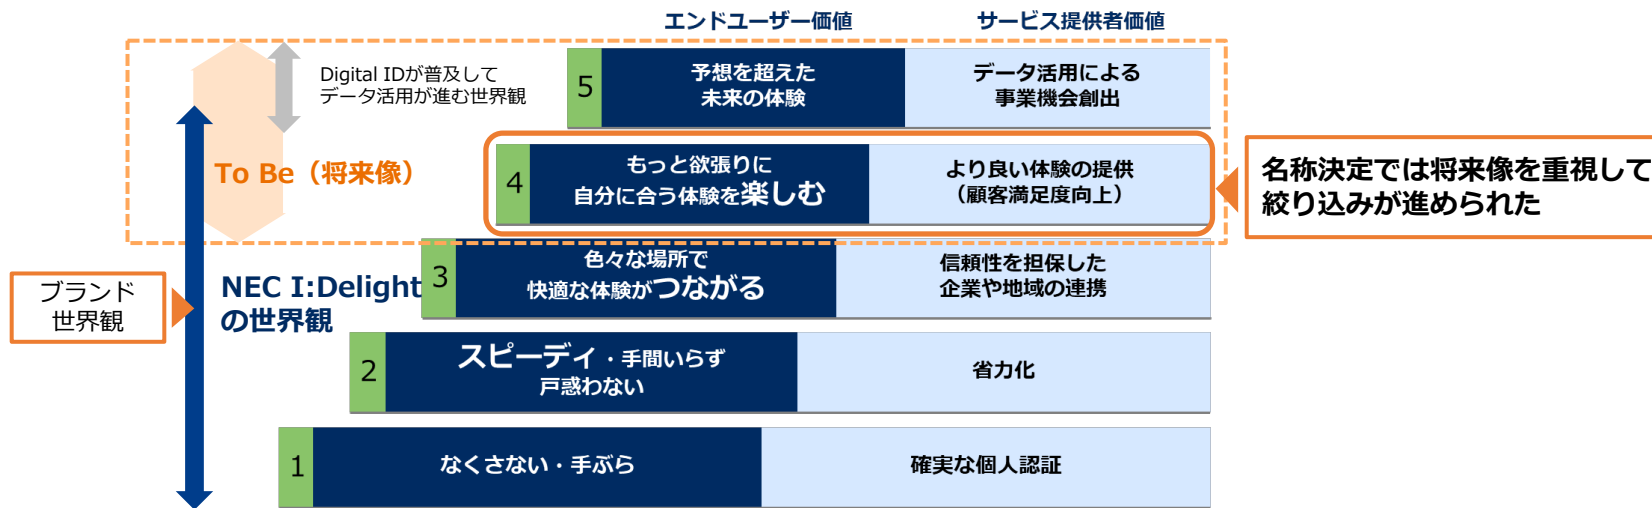 エンドユーザー価値
サービス提供者価値
Digital IDが普及して
データ活用が進む世界観
5
予想を超えた
未来の体験
データ活用による
事業機会創出
To Be（将来像）
4
もっと欲張りに
自分に合う体験を楽しむ
より良い体験の提供
（顧客満足度向上）
名称決定では将来像を重視して
絞り込みが進められた
ブランド
世界観
NEC I:Delight
の世界観
3
色々な場所で
快適な体験がつながる
信頼性を担保した
企業や地域の連携
2
スピーディ・手間いらず
戸惑わない
省力化
1
なくさない・手ぶら
確実な個人認証